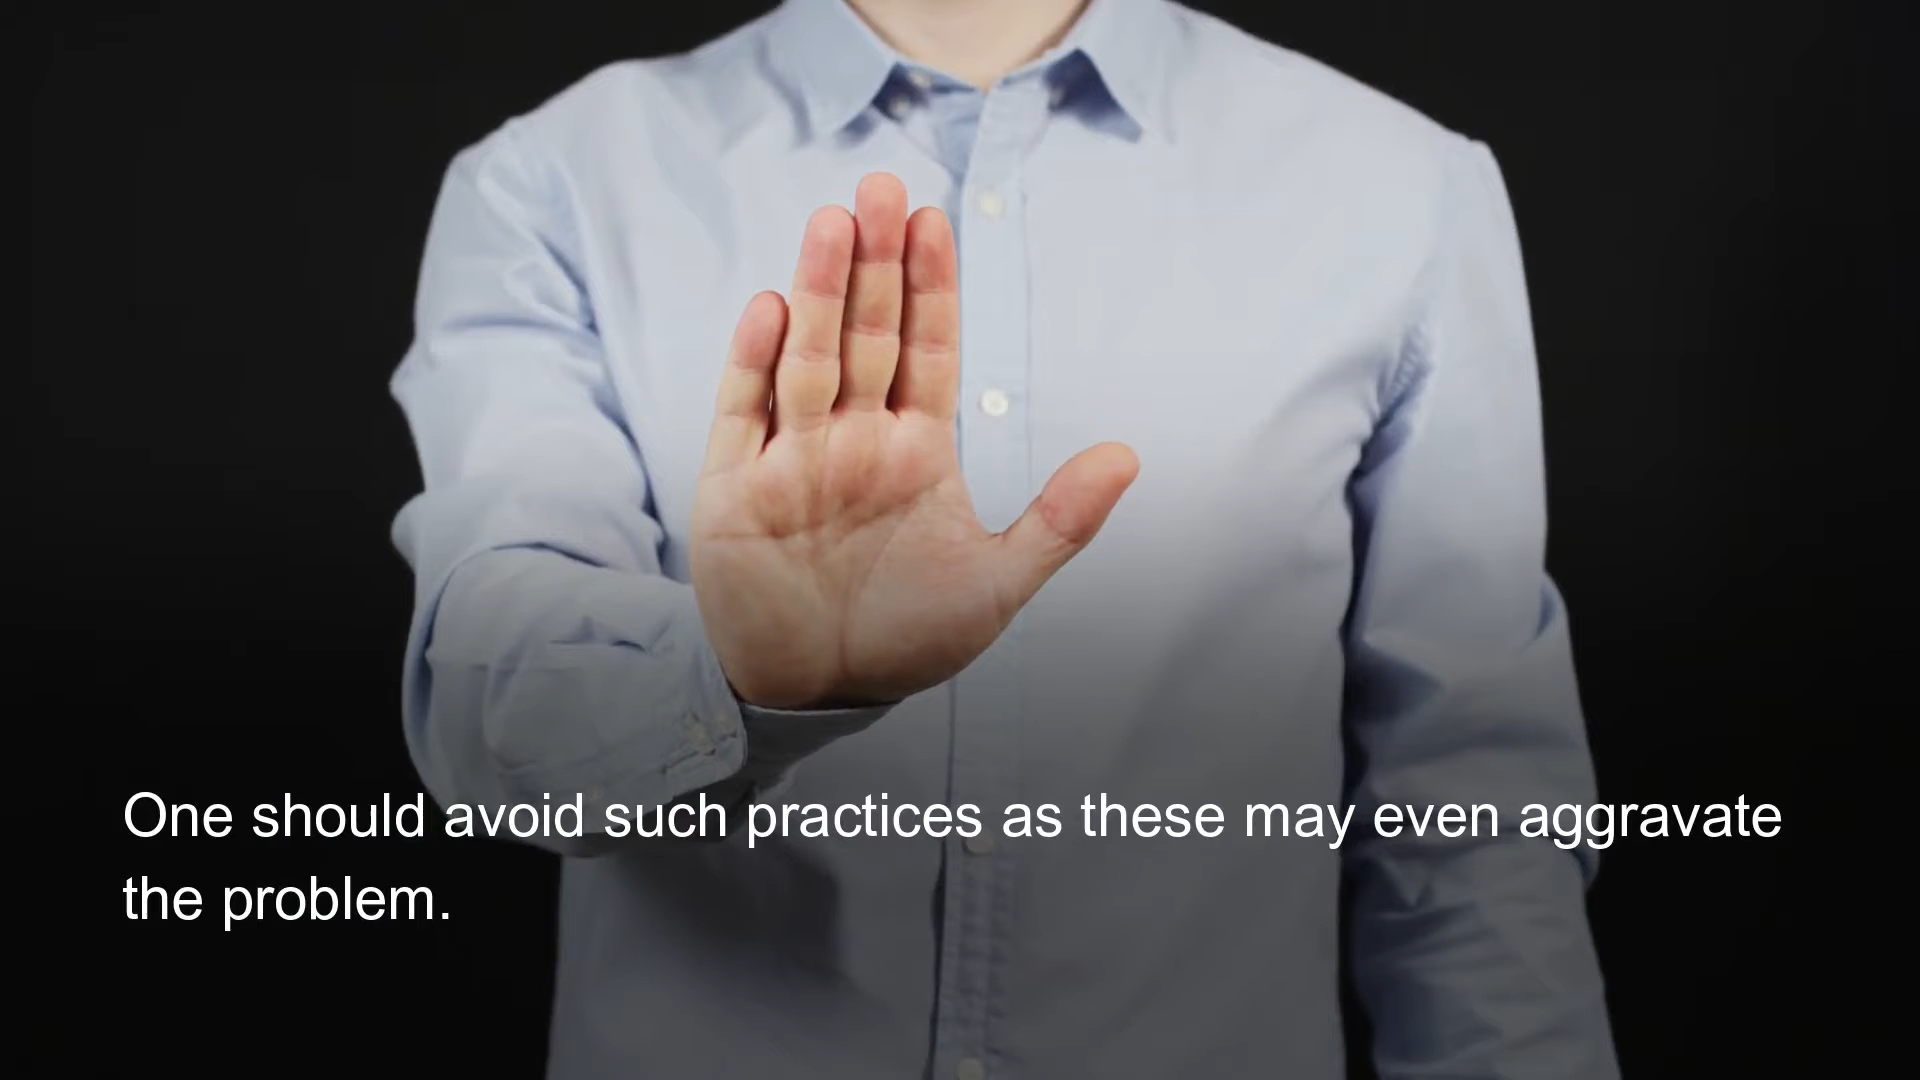 One should avoid such practices as these may even aggravate
the problem.